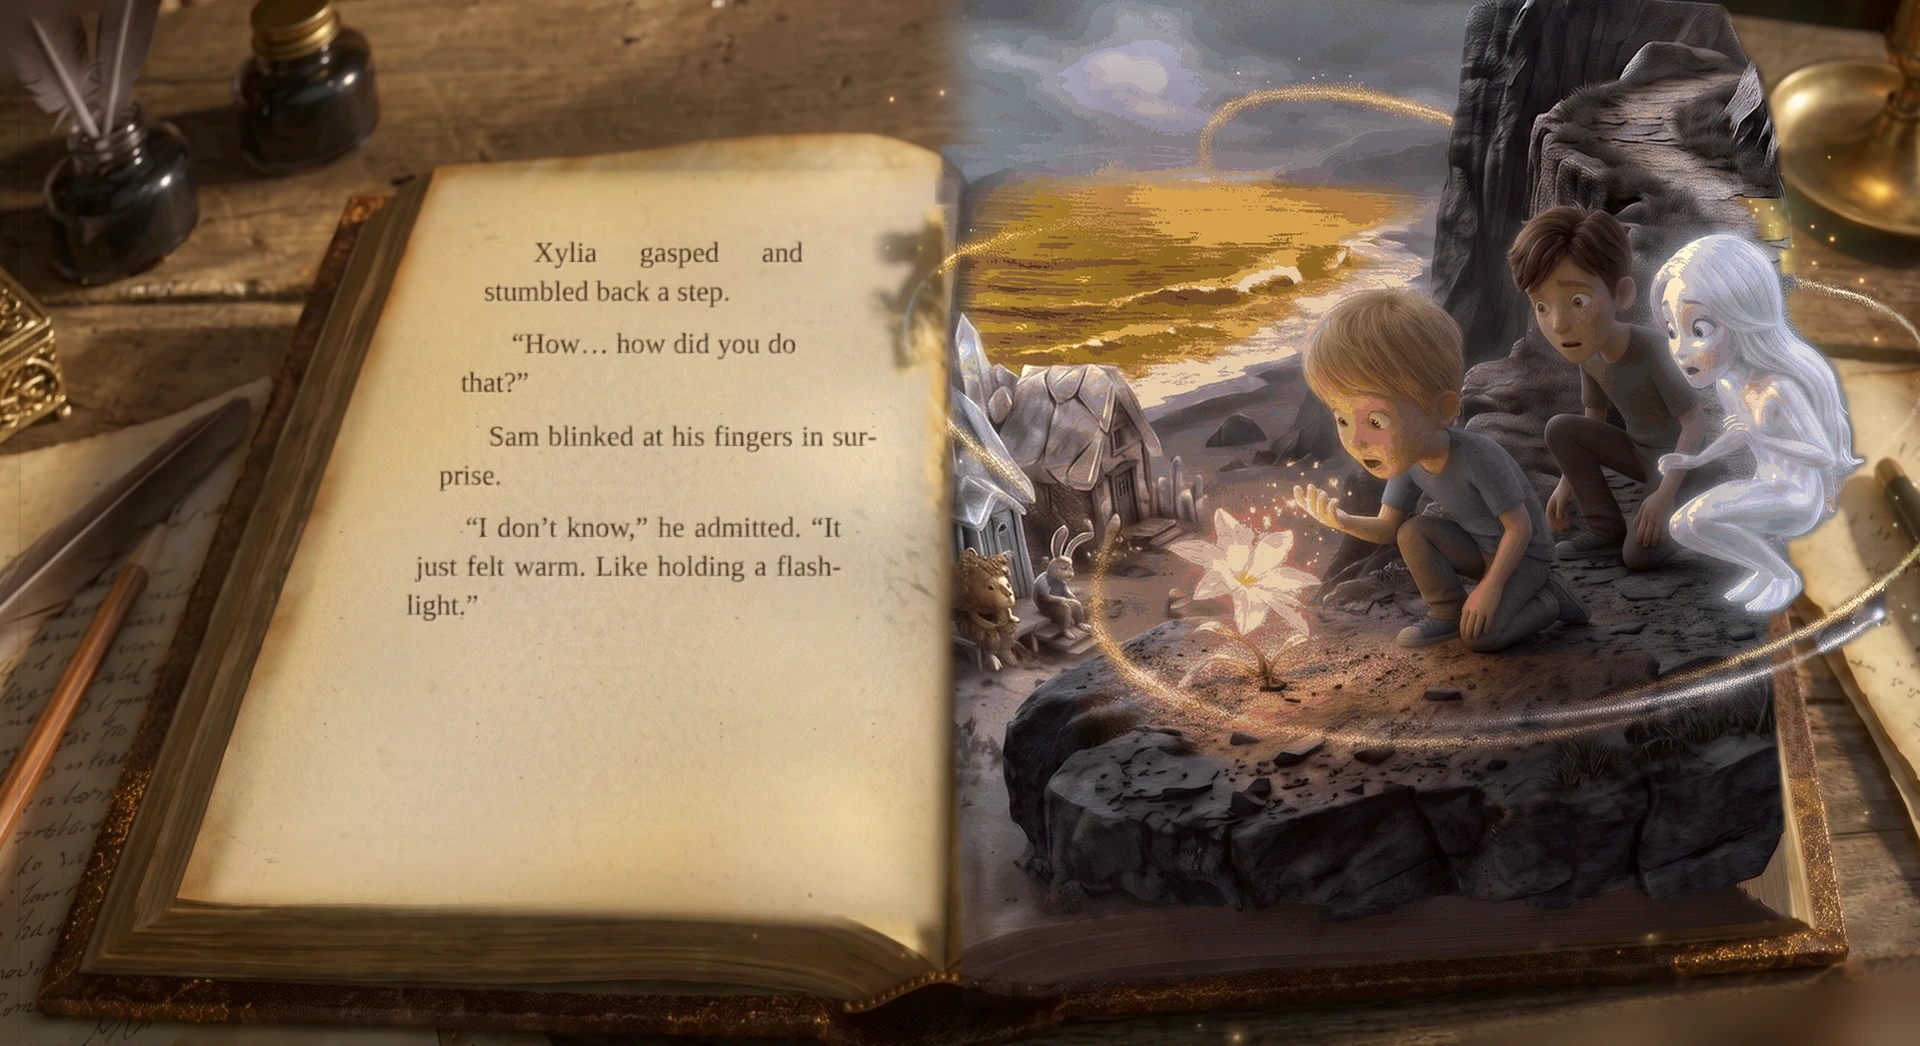 Xylia gasped and
stumbled back a step.
“How… how did you do
that?”
Sam blinked at his fingers in sur-
prise.
“I don’t know,” he admitted. “It
just felt warm. Like holding a flash-
light.”